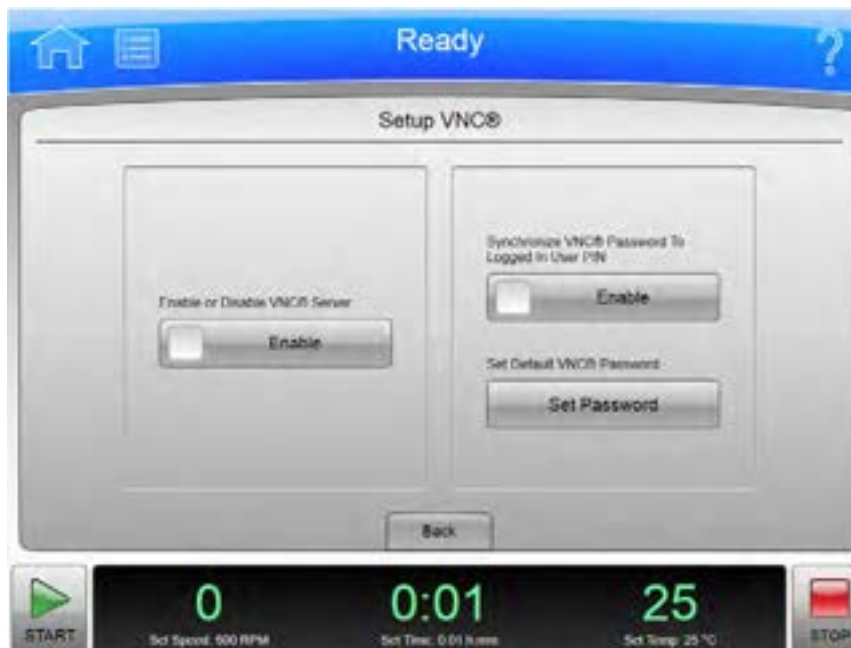 Ready
?
Setup VNC®
Synchronize VNC® Password To
Logged In User PIN
Enable
Enable or Disable VNC® Server
Enable
Set Default VNC® Password
Set Password
Back
0
0:01
25
START
Set Speed: 500 RPM
Set Time: 0:01 h:mm
Set Temp: 25 °C
STOP